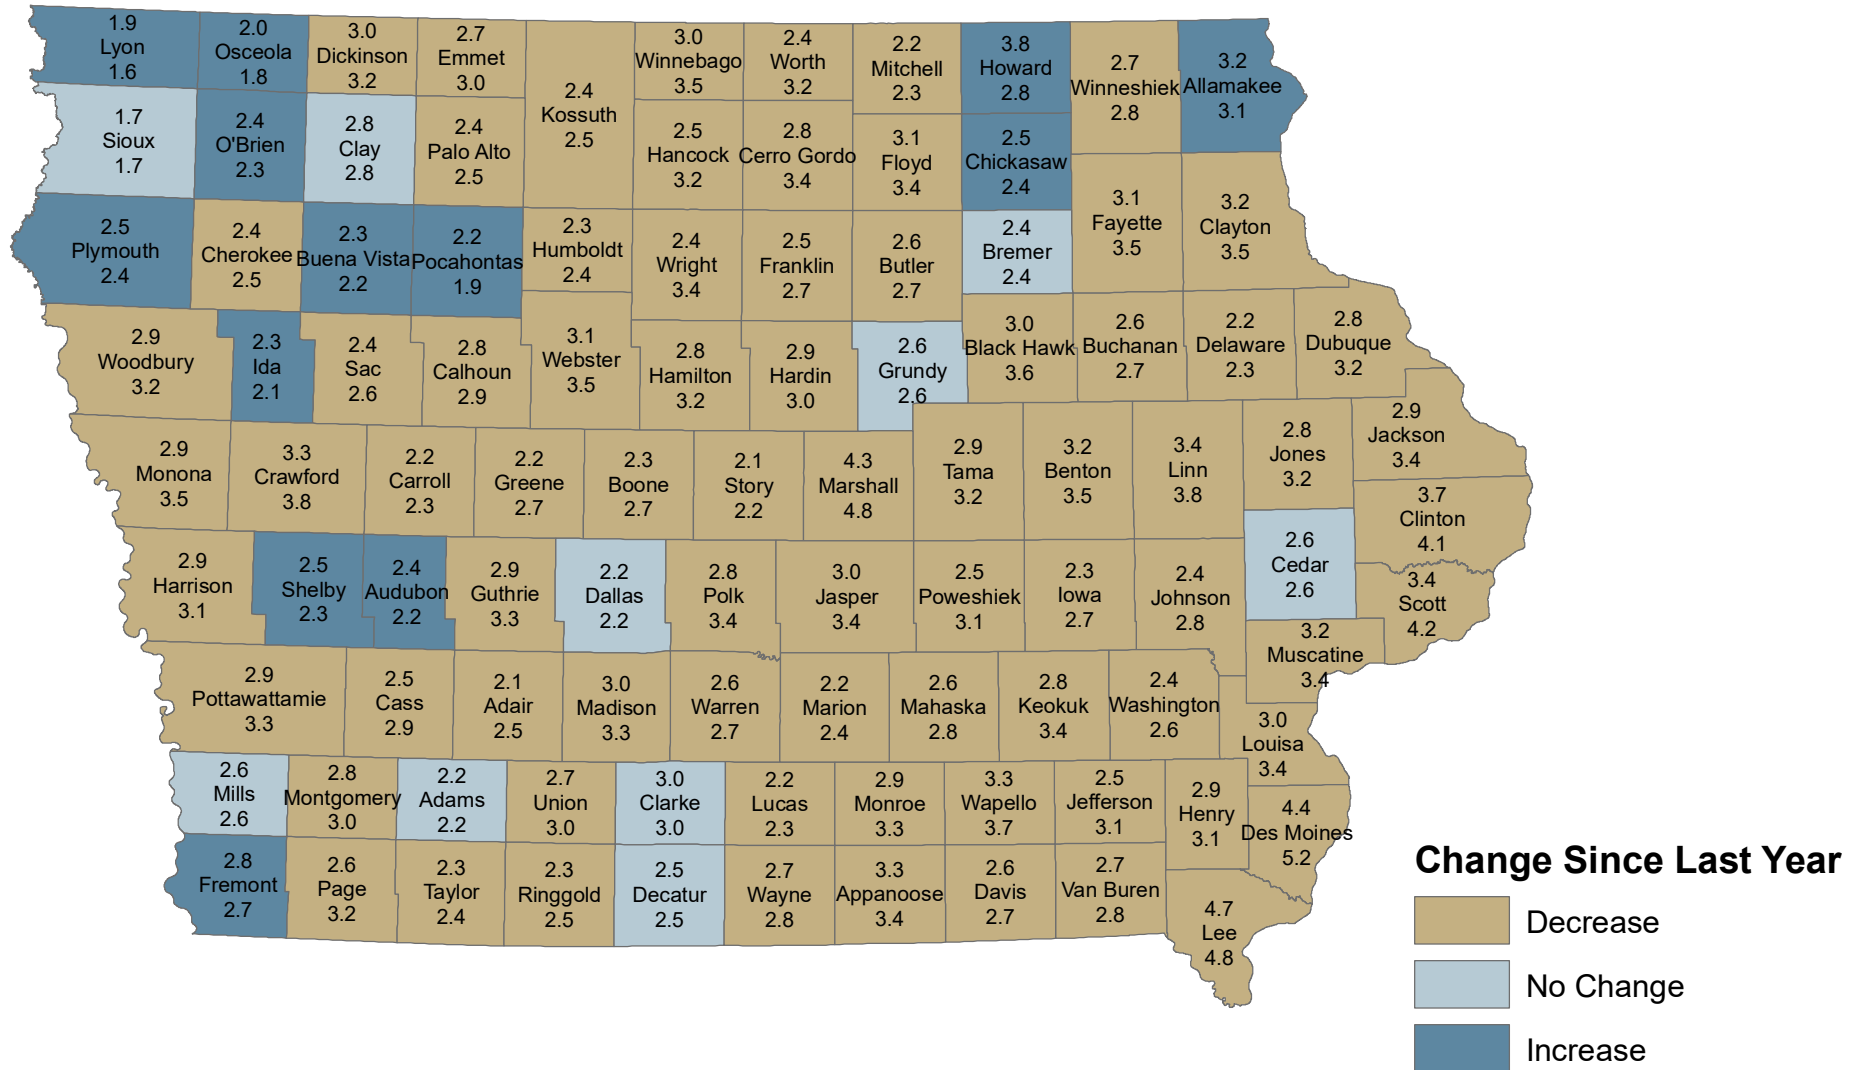 1.9
Lyon
1.6
2.0
Osceola
1.8
3.0
Dickinson
3.2
2.7
Emmet
3.0
2.4
Kossuth
2.5
3.0
Winnebago
3.5
2.4
Worth
3.2
2.2
Mitchell
2.3
3.8
Howard
2.8
2.7
Winneshiek
2.8
3.2
Allamakee
3.1
1.7
Sioux
1.7
2.4
O'Brien
2.3
2.8
Clay
2.8
2.4
Palo Alto
2.5
2.5
Hancock
3.2
2.8
Cerro Gordo
3.4
3.1
Floyd
3.4
2.5
Chickasaw
2.4
3.1
Fayette
3.5
3.2
Clayton
3.5
2.5
Plymouth
2.4
2.4
Cherokee
2.5
2.3
Buena Vista
2.2
2.2
Pocahontas
1.9
2.3
Humboldt
2.4
2.4
Wright
3.4
2.5
Franklin
2.7
2.6
Butler
2.7
2.4
Bremer
2.4
2.9
Woodbury
3.2
2.3
Ida
2.1
2.4
Sac
2.6
2.8
Calhoun
2.9
3.1
Webster
3.5
2.8
Hamilton
3.2
2.9
Hardin
3.0
2.6
Grundy
2.6
3.0
Black Hawk
3.6
2.6
Buchanan
2.7
2.2
Delaware
2.3
2.8
Dubuque
3.2
2.9
Monona
3.5
3.3
Crawford
3.8
2.2
Carroll
2.3
2.2
Greene
2.7
2.3
Boone
2.7
2.1
Story
2.2
4.3
Marshall
4.8
2.9
Tama
3.2
3.2
Benton
3.5
3.4
Linn
3.8
2.8
Jones
3.2
2.9
Jackson
3.4
3.7
Clinton
4.1
2.9
Harrison
3.1
2.5
Shelby
2.3
2.4
Audubon
2.2
2.9
Guthrie
3.3
2.2
Dallas
2.2
2.8
Polk
3.4
3.0
Jasper
3.4
2.5
Poweshiek
3.1
2.3
Iowa
2.7
2.4
Johnson
2.8
2.6
Cedar
2.6
3.4
Scott
4.2
3.2
Muscatine
3.4
2.9
Pottawattamie
3.3
2.5
Cass
2.9
2.1
Adair
2.5
3.0
Madison
3.3
2.6
Warren
2.7
2.2
Marion
2.4
2.6
Mahaska
2.8
2.8
Keokuk
3.4
2.4
Washington
2.6
3.0
Louisa
3.4
2.6
Mills
2.6
2.8
Montgomery
3.0
2.2
Adams
2.2
2.7
Union
3.0
3.0
Clarke
3.0
2.2
Lucas
2.3
2.9
Monroe
3.3
3.3
Wapello
3.7
2.5
Jefferson
3.1
2.9
Henry
3.1
4.4
Des Moines
5.2
2.8
Fremont
2.7
2.6
Page
3.2
2.3
Taylor
2.4
2.3
Ringgold
2.5
2.5
Decatur
2.5
2.7
Wayne
2.8
3.3
Appanoose
3.4
2.6
Davis
2.7
2.7
Van Buren
2.8
4.7
Lee
4.8
Change Since Last Year
Decrease
No Change
Increase